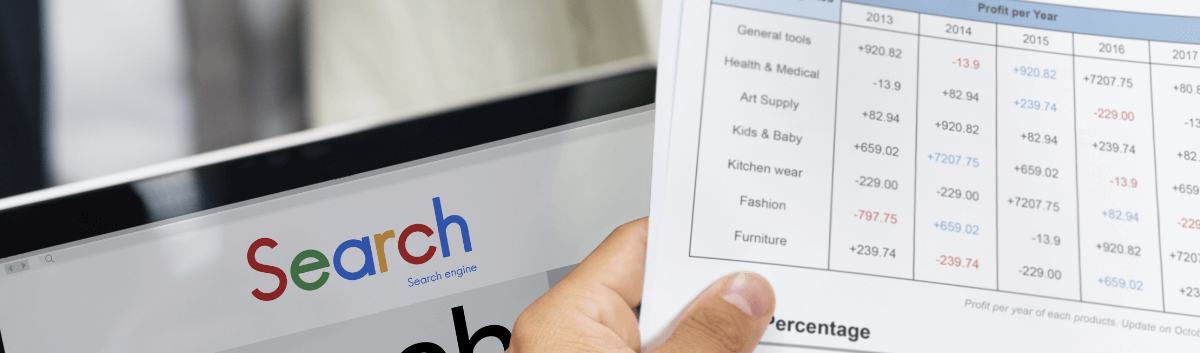 Search
Search engine
Profit per Year
2013 2014 2015 2016 2017
General tools +920.82 -13.9 +920.82 +7207.75
Health & Medical -13.9 +82.94 +239.74 -229.00
Art Supply +82.94 +920.82 +82.94 +239.74
Kids & Baby +659.02 +7207.75 +659.02 -13.9
Kitchen wear -229.00 -229.00 +7207.75 +82.94
Fashion -797.75 +659.02 -13.9 +920.82
Furniture +239.74 -239.74 -229.00 +659.02
Profit per year of each products. Update on
Percentage